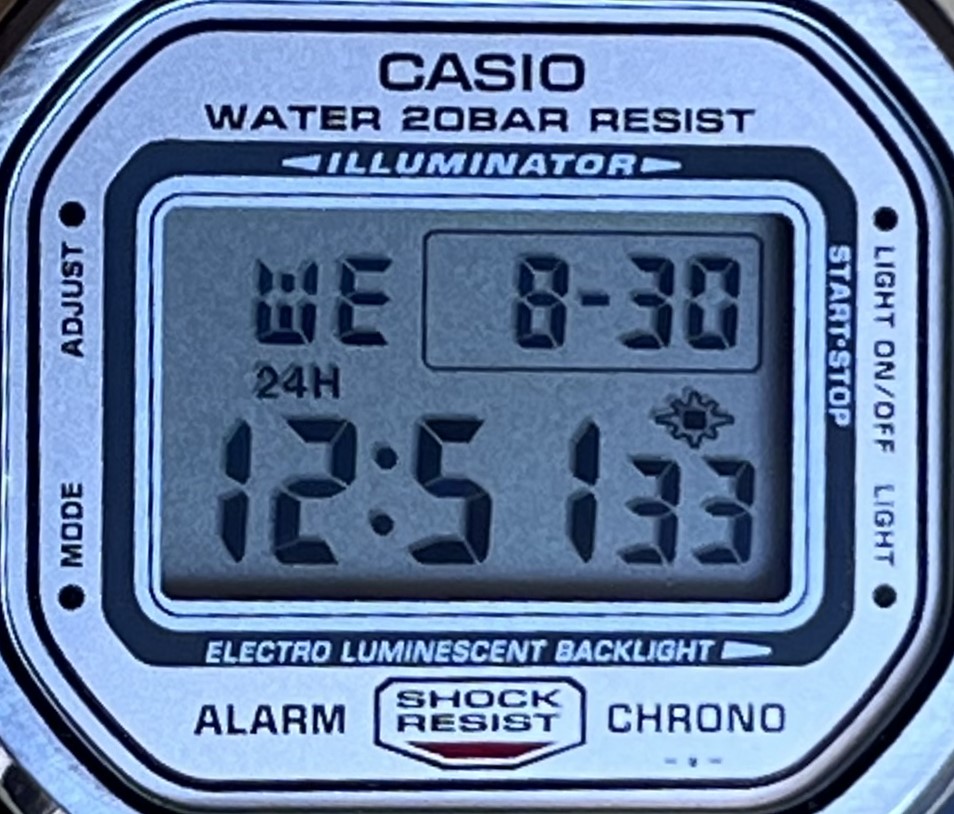 CASIO
WATER 20BAR RESIST
ILLUMINATOR
ADJUST
LIGHT ON/OFF
START•STOP
WE 8-30
24H
12:51 33
MODE
LIGHT
ELECTRO LUMINESCENT BACKLIGHT
ALARM
SHOCK
RESIST
CHRONO